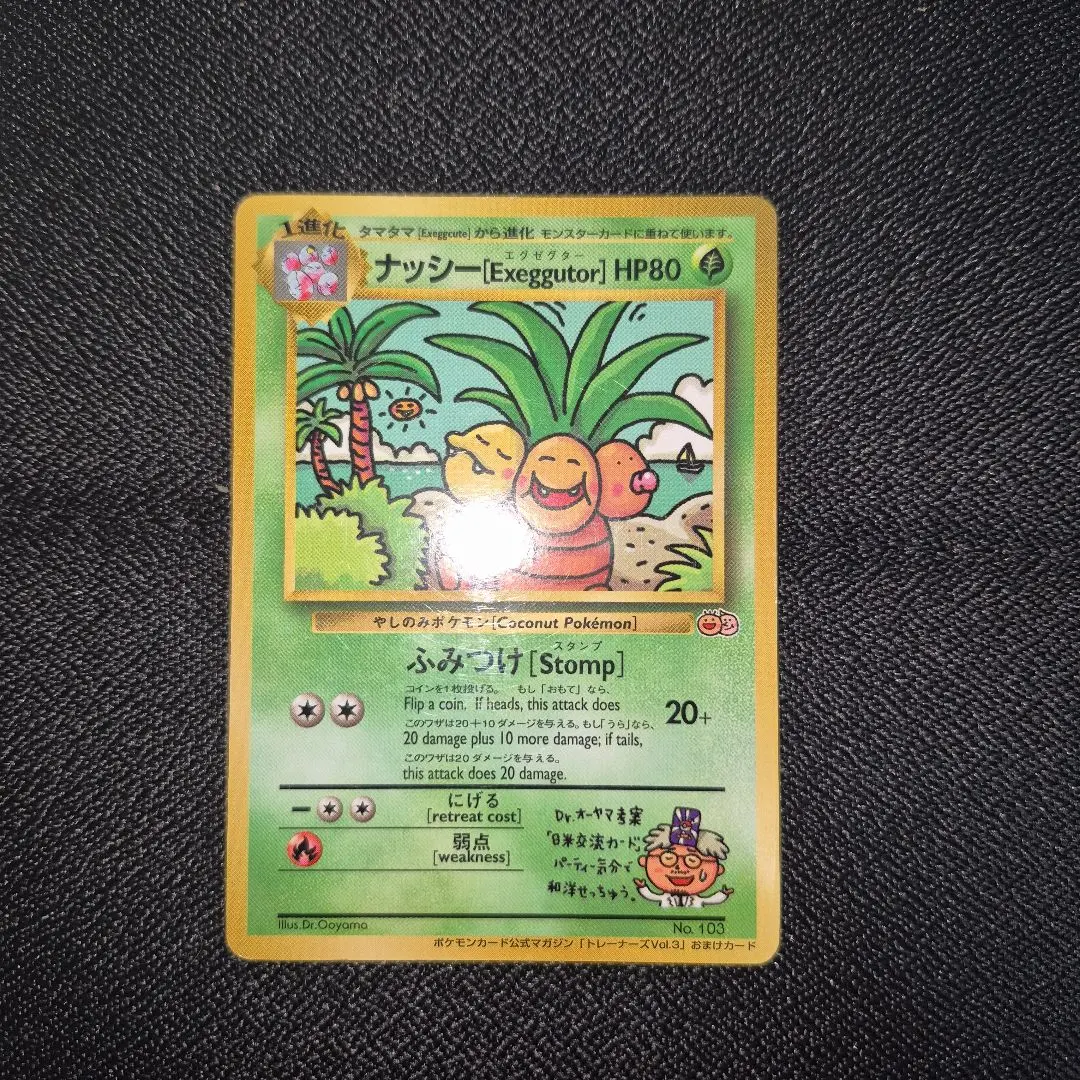 1進化
タマタマ[Exeggcute]から進化 モンスターカードに重ねて使います。
エグゼグター
ナッシー[Exeggutor] HP80
やしのみポケモン[Coconut Pokémon]
スタンプ
ふみつけ[Stomp]
コインを1枚投げる。 もし「おもて」なら、
Flip a coin. If heads, this attack does
このワザは20+10ダメージを与える。もし「うら」なら、
20 damage plus 10 more damage; if tails,
このワザは20ダメージを与える。
this attack does 20 damage.
20+
にげる
[retreat cost]
弱点
[weakness]
Dr.オーヤマ考案
「日米交流カード」
パーティー気分で
和洋せっちゅう。
Illus.Dr.Ooyama
No. 103
ポケモンカード公式マガジン「トレーナーズVol.3」おまけカード